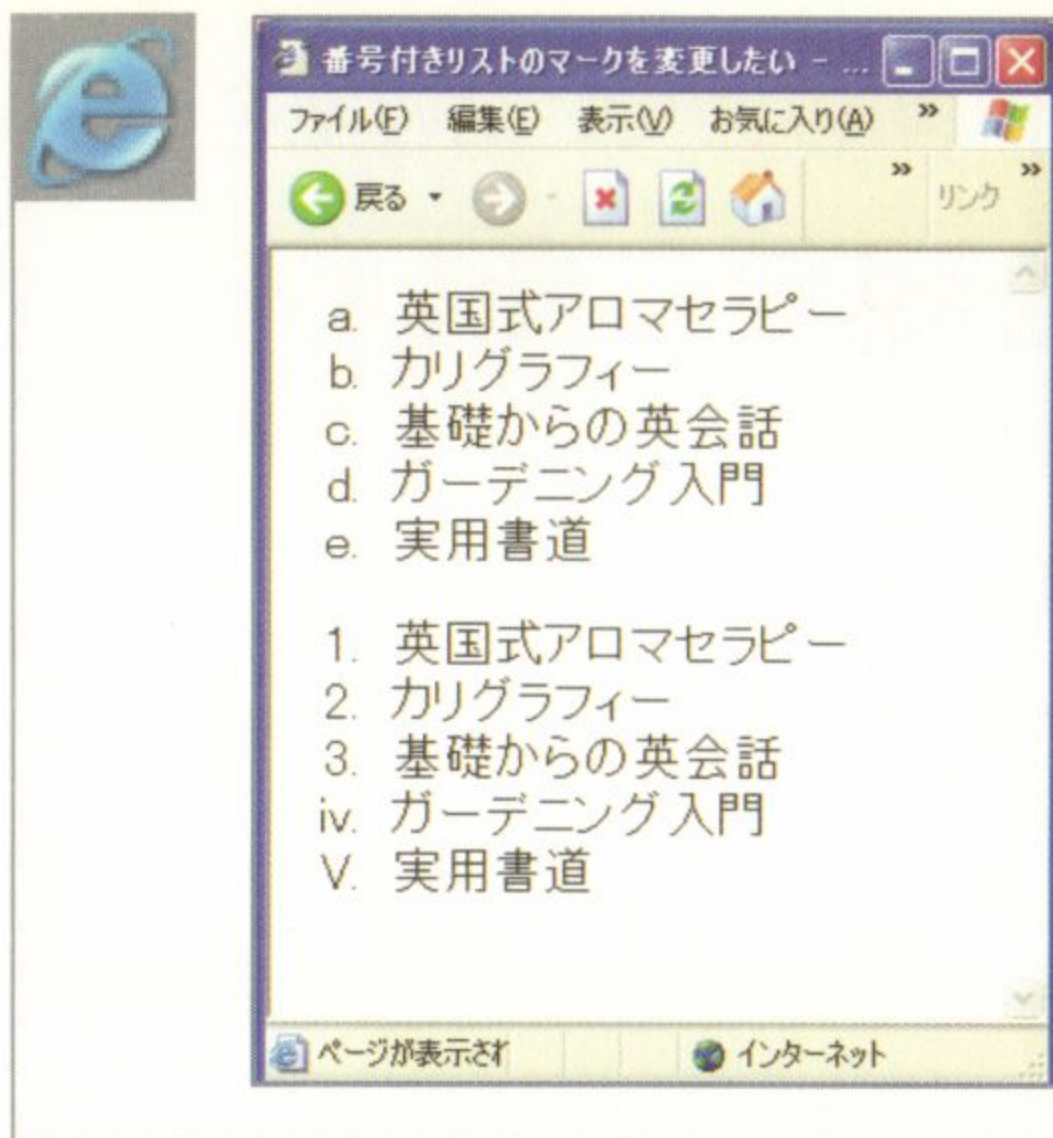 番号付きリストのマークを変更したい - ...
ファイル(F) 編集(E) 表示(V) お気に入り(A) »
戻る » リンク »
a. 英国式アロマセラピー
b. カリグラフィー
c. 基礎からの英会話
d. ガーデニング入門
e. 実用書道
1. 英国式アロマセラピー
2. カリグラフィー
3. 基礎からの英会話
iv. ガーデニング入門
V. 実用書道
ページが表示され インターネット